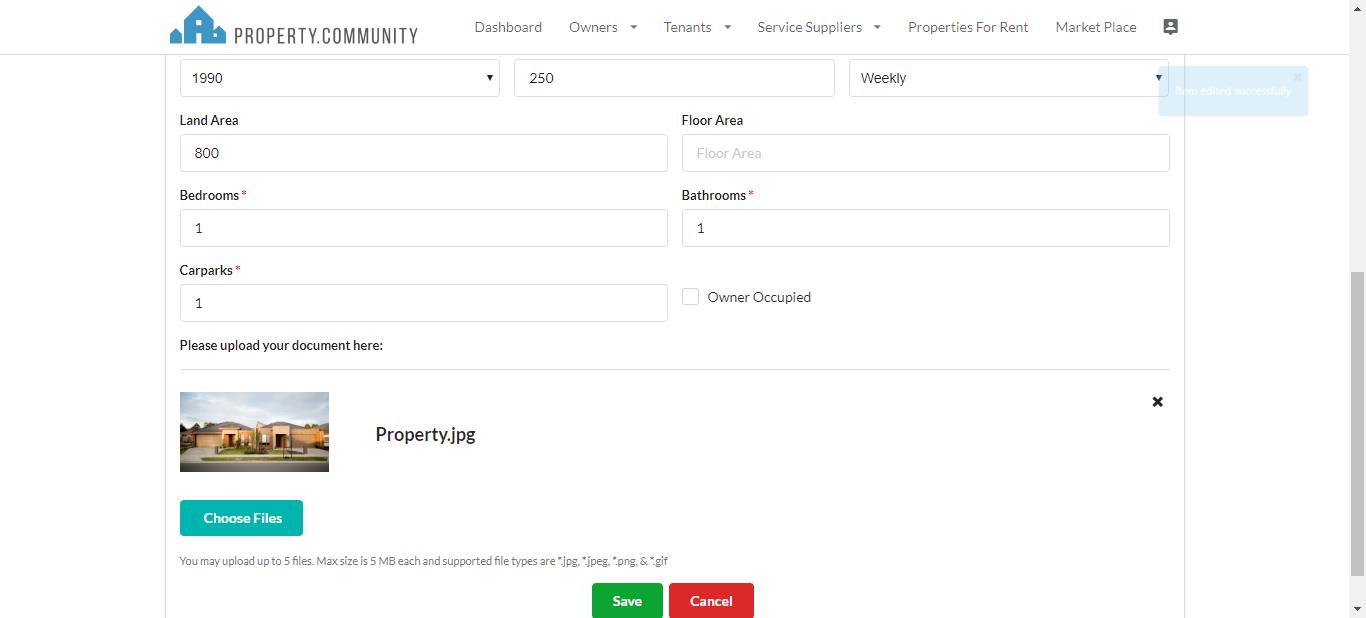 PROPERTY.COMMUNITY
Dashboard Owners Tenants Service Suppliers Properties For Rent Market Place
1990 250 Weekly
Item edited successfully
Land Area Floor Area
800 Floor Area
Bedrooms * Bathrooms *
1 1
Carparks *
1 Owner Occupied
Please upload your document here:
Property.jpg
Choose Files
You may upload up to 5 files. Max size is 5 MB each and supported file types are *.jpg, *.jpeg, *.png, & *.gif
Save Cancel